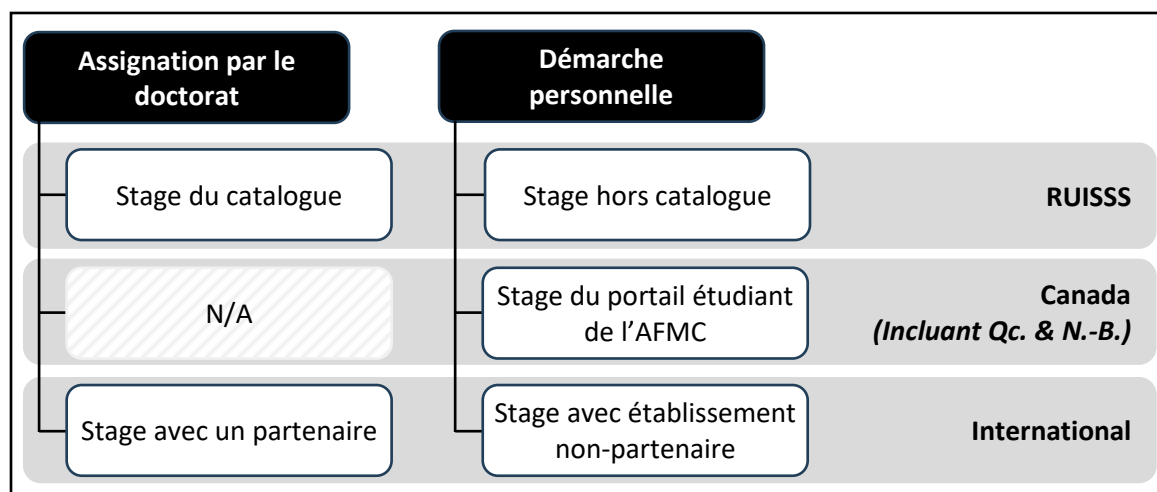 Assignation par le
doctorat
Démarche
personnelle
Stage du catalogue
Stage hors catalogue
RUISSS
N/A
Stage du portail étudiant
de l'AFMC
Canada
(Incluant Qc. & N.-B.)
Stage avec un partenaire
Stage avec établissement
non-partenaire
International